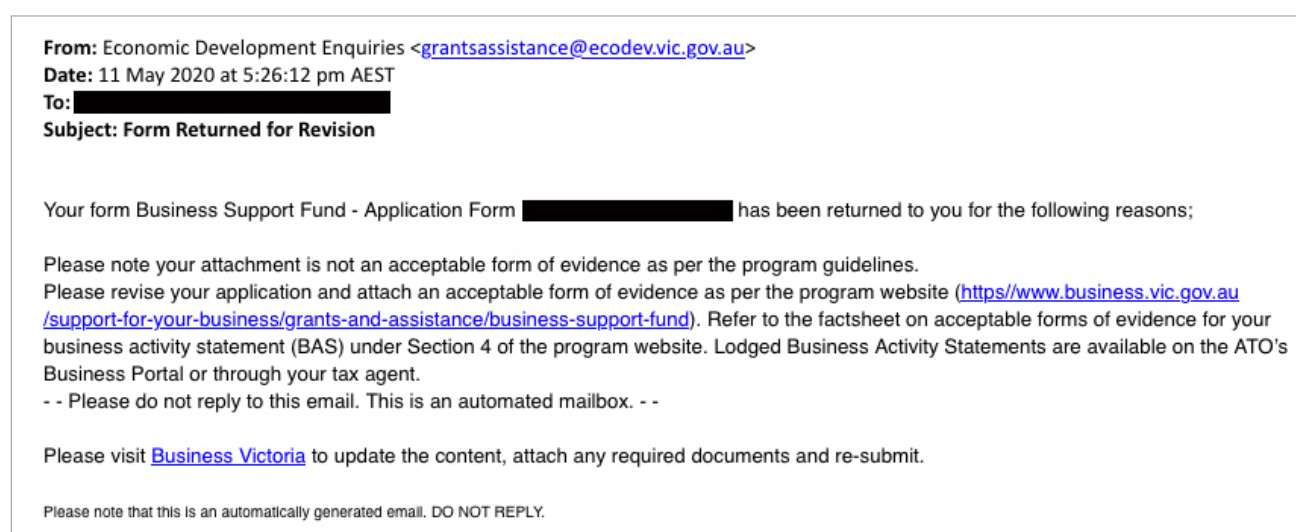 From: Economic Development Enquiries <grantsassistance@ecodev.vic.gov.au>
Date: 11 May 2020 at 5:26:12 pm AEST
To:
Subject: Form Returned for Revision
Your form Business Support Fund - Application Form has been returned to you for the following reasons;
Please note your attachment is not an acceptable form of evidence as per the program guidelines.
Please revise your application and attach an acceptable form of evidence as per the program website (https//www.business.vic.gov.au
/support-for-your-business/grants-and-assistance/business-support-fund). Refer to the factsheet on acceptable forms of evidence for your
business activity statement (BAS) under Section 4 of the program website. Lodged Business Activity Statements are available on the ATO's
Business Portal or through your tax agent.
- - Please do not reply to this email. This is an automated mailbox. - -
Please visit Business Victoria to update the content, attach any required documents and re-submit.
Please note that this is an automatically generated email. DO NOT REPLY.